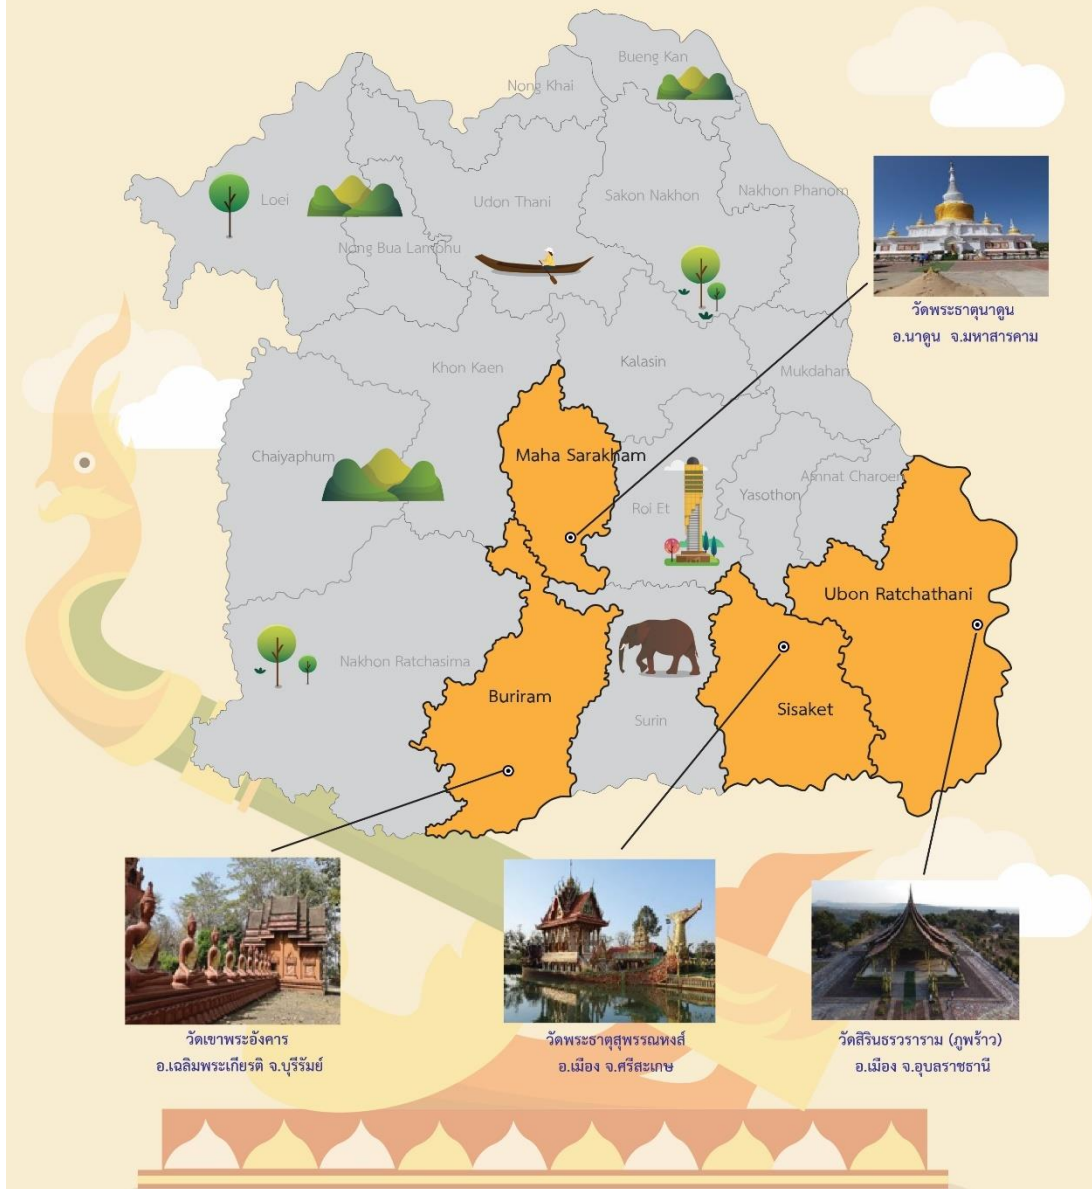 Bueng Kan
Nong Khai
Loei
Udon Thani
Sakon Nakhon
Nakhon Phanom
Nong Bua Lamphu
วัดพระธาตุนาดูน
อ.นาดูน จ.มหาสารคาม
Khon Kaen
Kalasin
Mukdahan
Chaiyaphum
Maha Sarakham
Roi Et
Yasothon
Amnat Charoen
Ubon Ratchathani
Nakhon Ratchasima
Buriram
Surin
Sisaket
วัดเขาพระอังคาร
อ.เฉลิมพระเกียรติ จ.บุรีรัมย์
วัดพระธาตุสุพรรณหงส์
อ.เมือง จ.ศรีสะเกษ
วัดสิรินธรวราราม (ภูพร้าว)
อ.เมือง จ.อุบลราชธานี